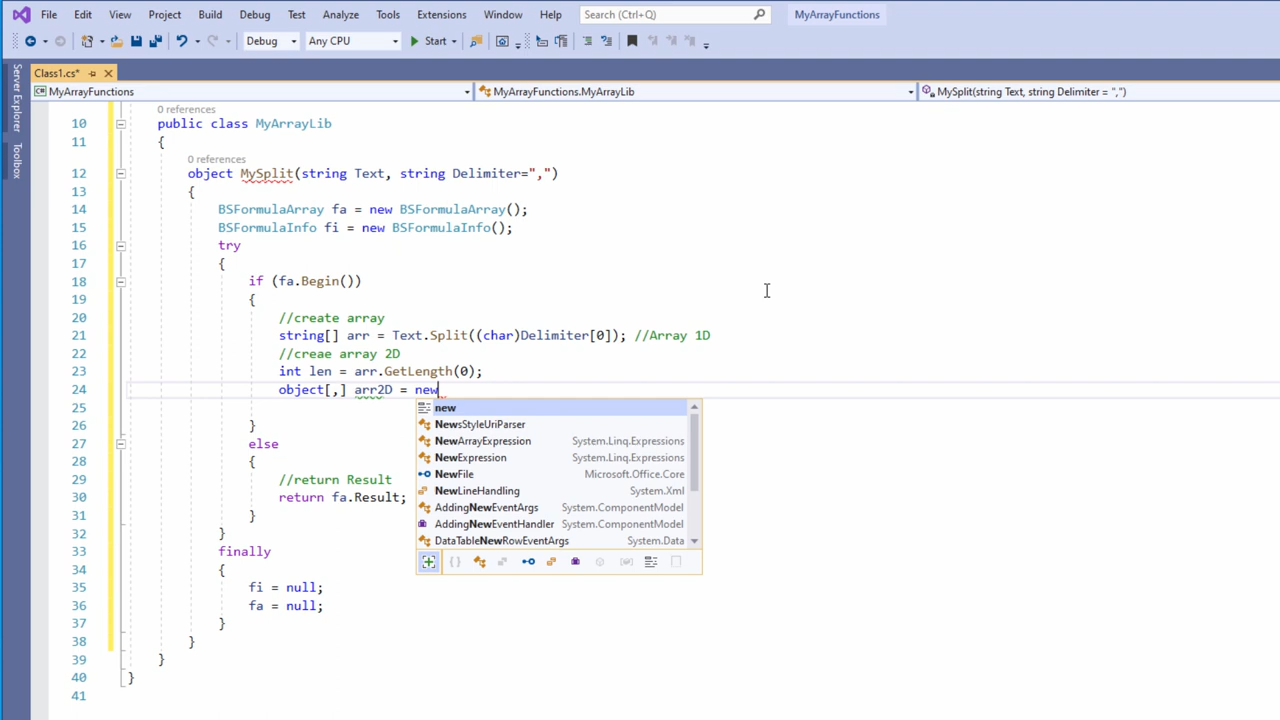 File Edit View Project Build Debug Test Analyze Tools Extensions Window Help Search (Ctrl+Q) MyArrayFunctions
Debug Any CPU Start
Server Explorer
Toolbox
Class1.cs*
MyArrayFunctions MyArrayFunctions.MyArrayLib MySplit(string Text, string Delimiter = ",")
0 references
10 public class MyArrayLib
11 {
0 references
12 object MySplit(string Text, string Delimiter=",")
13 {
14 BSFormulaArray fa = new BSFormulaArray();
15 BSFormulaInfo fi = new BSFormulaInfo();
16 try
17 {
18 if (fa.Begin())
19 {
20 //create array
21 string[] arr = Text.Split((char)Delimiter[0]); //Array 1D
22 //creae array 2D
23 int len = arr.GetLength(0);
24 object[,] arr2D = new
25
26 }
27 else
28 {
29 //return Result
30 return fa.Result;
31 }
32 }
33 finally
34 {
35 fi = null;
36 fa = null;
37 }
38 }
39 }
40 }
41
new
NewsStyleUriParser
NewArrayExpression System.Linq.Expressions
NewExpression System.Linq.Expressions
NewFile Microsoft.Office.Core
NewLineHandling System.Xml
AddingNewEventArgs System.ComponentModel
AddingNewEventHandler System.ComponentModel
DataTableNewRowEventArgs System.Data